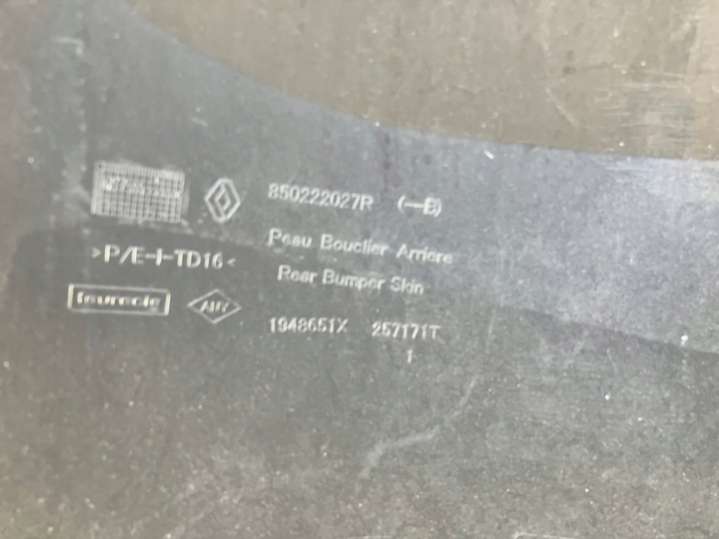 850222027R (—B)
Peau Bouclier Arriere
>P/E-I-TD16<
Rear Bumper Skin
faurecia
1948651X 257171T
1